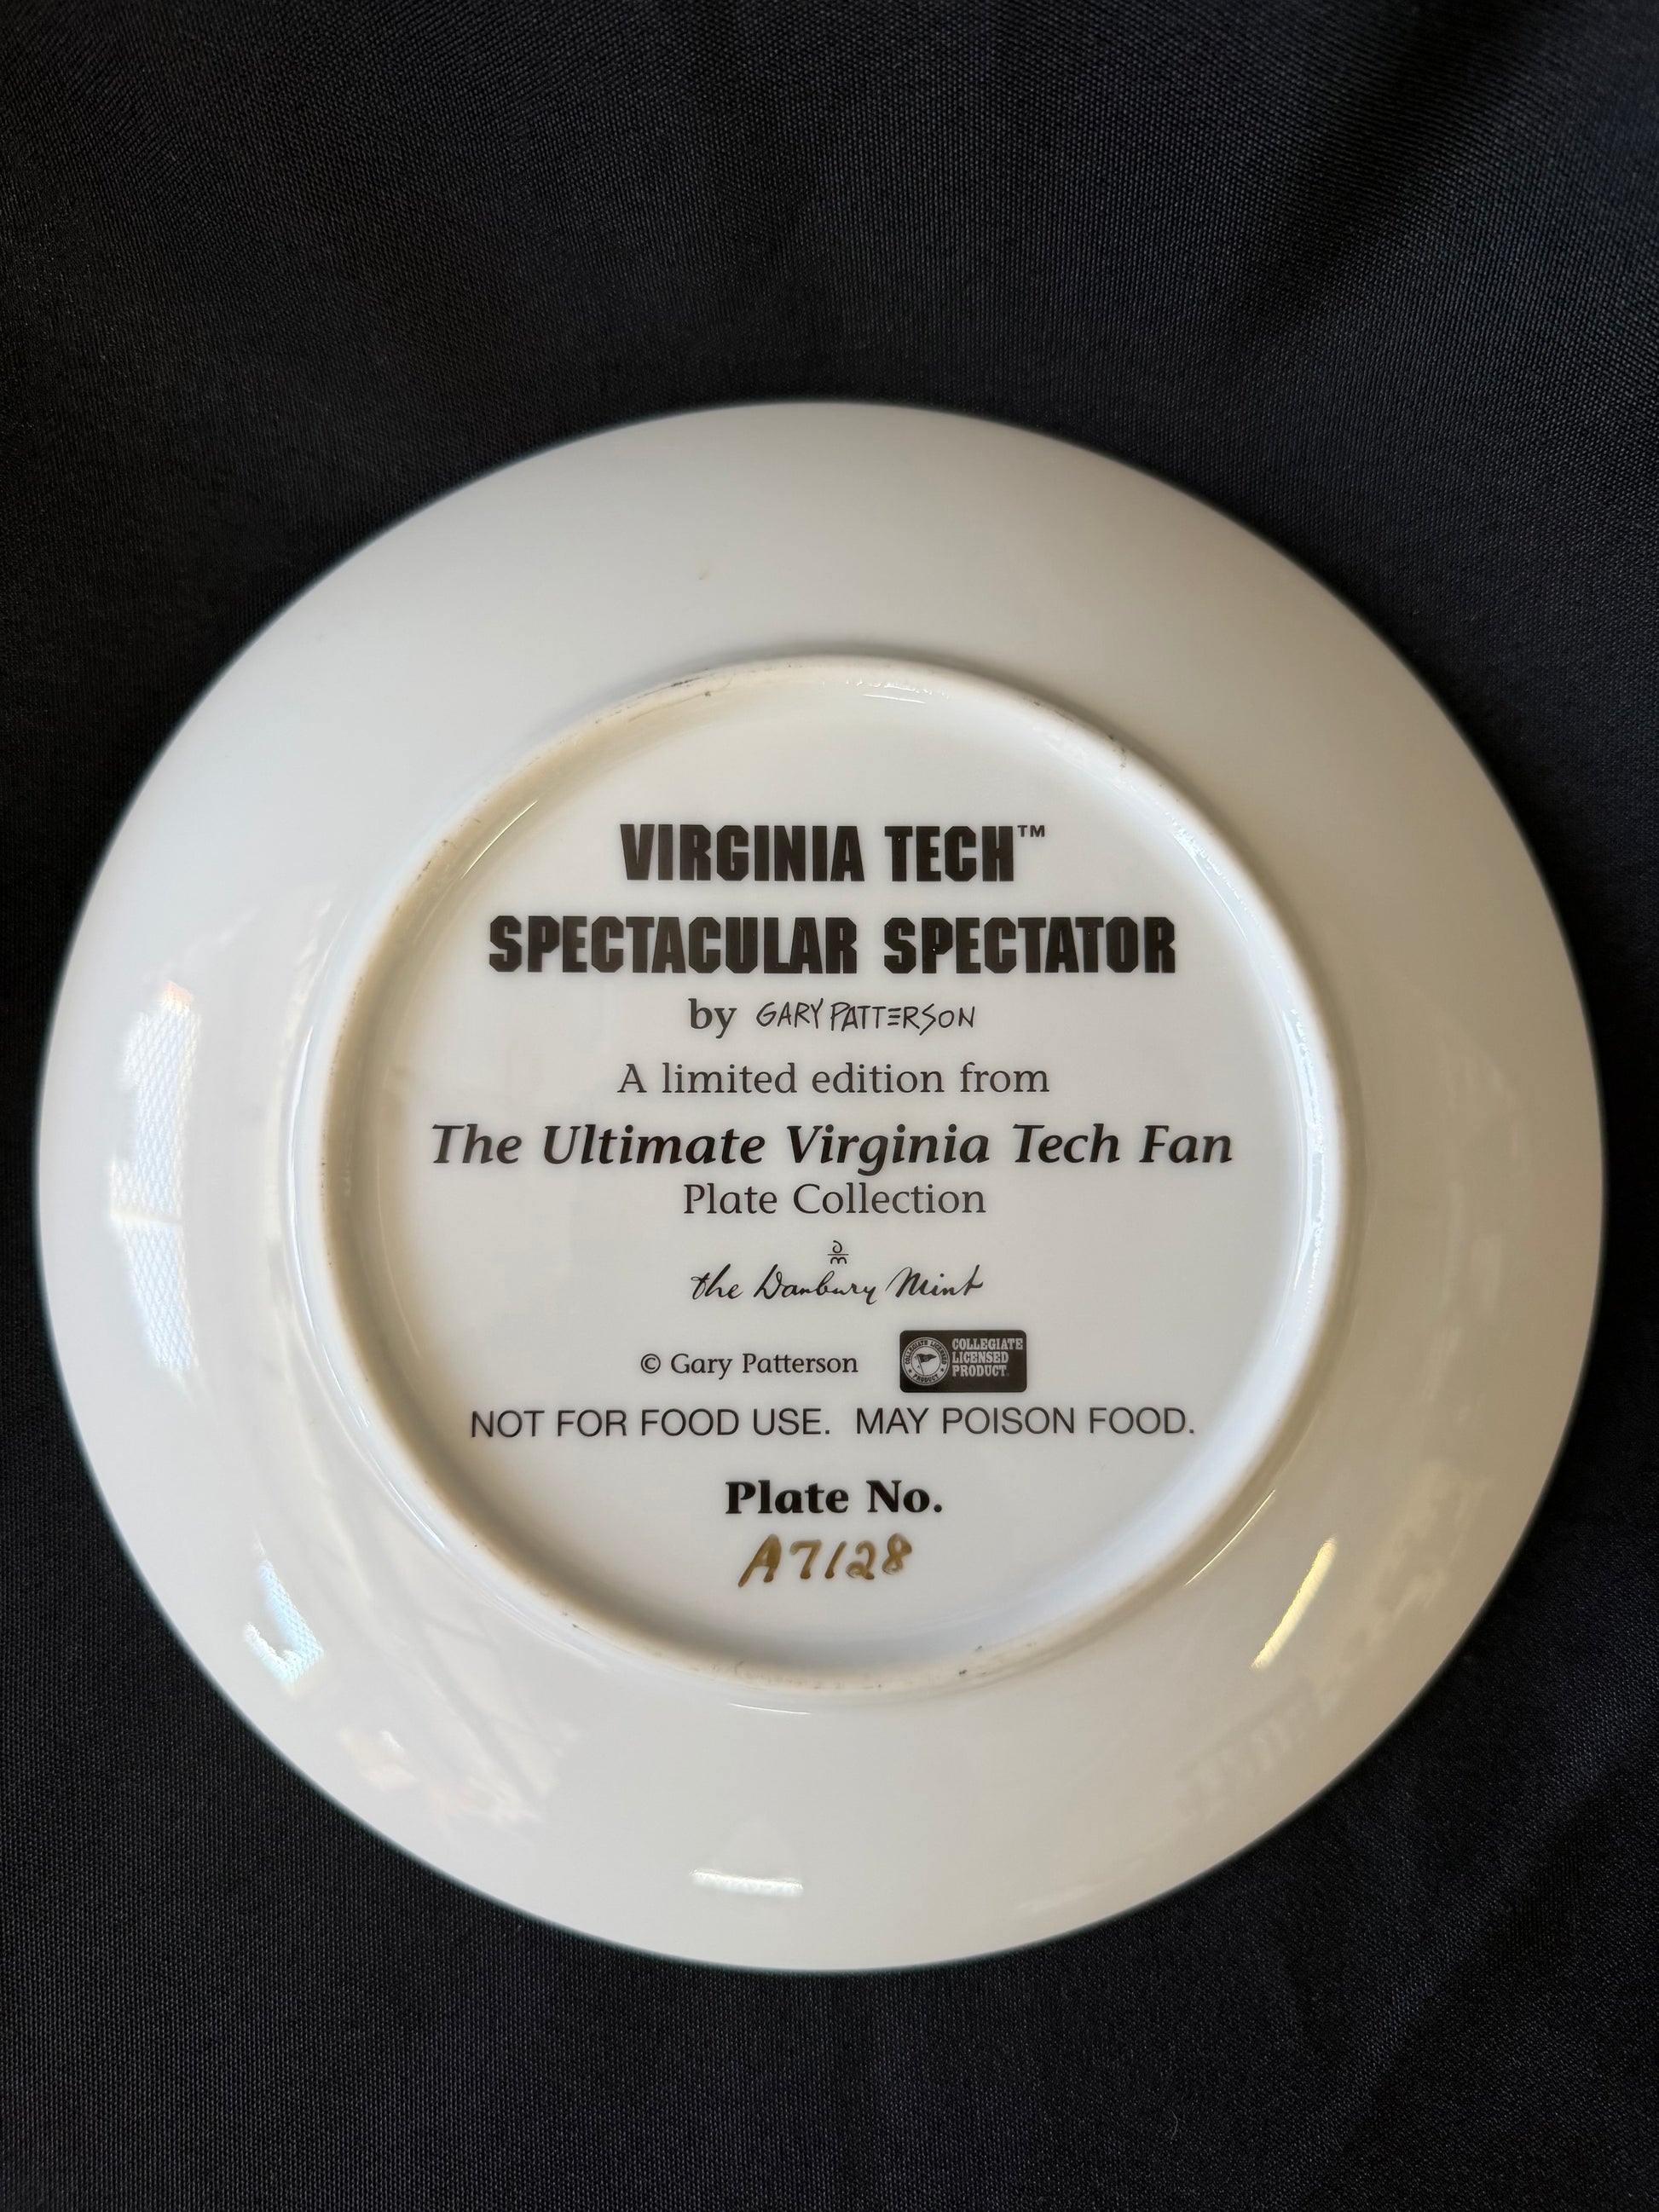 VIRGINIA TECH™
SPECTACULAR SPECTATOR
by GARY PATTERSON
A limited edition from
The Ultimate Virginia Tech Fan
Plate Collection
the Danbury Mint
© Gary Patterson
COLLEGIATE
LICENSED
PRODUCT
NOT FOR FOOD USE. MAY POISON FOOD.
Plate No.
A7128